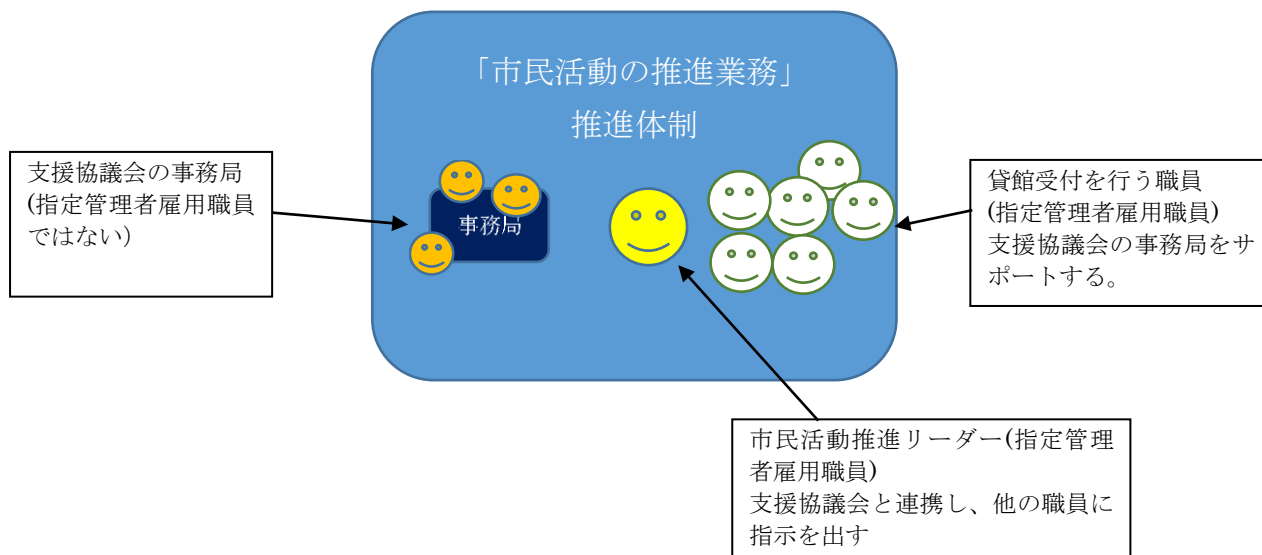 「市民活動の推進業務」
推進体制
支援協議会の事務局
(指定管理者雇用職員
ではない）
事務局
貸館受付を行う職員
(指定管理者雇用職員)
支援協議会の事務局をサ
ポートする。
市民活動推進リーダー(指定管理
者雇用職員)
支援協議会と連携し、他の職員に
指示を出す